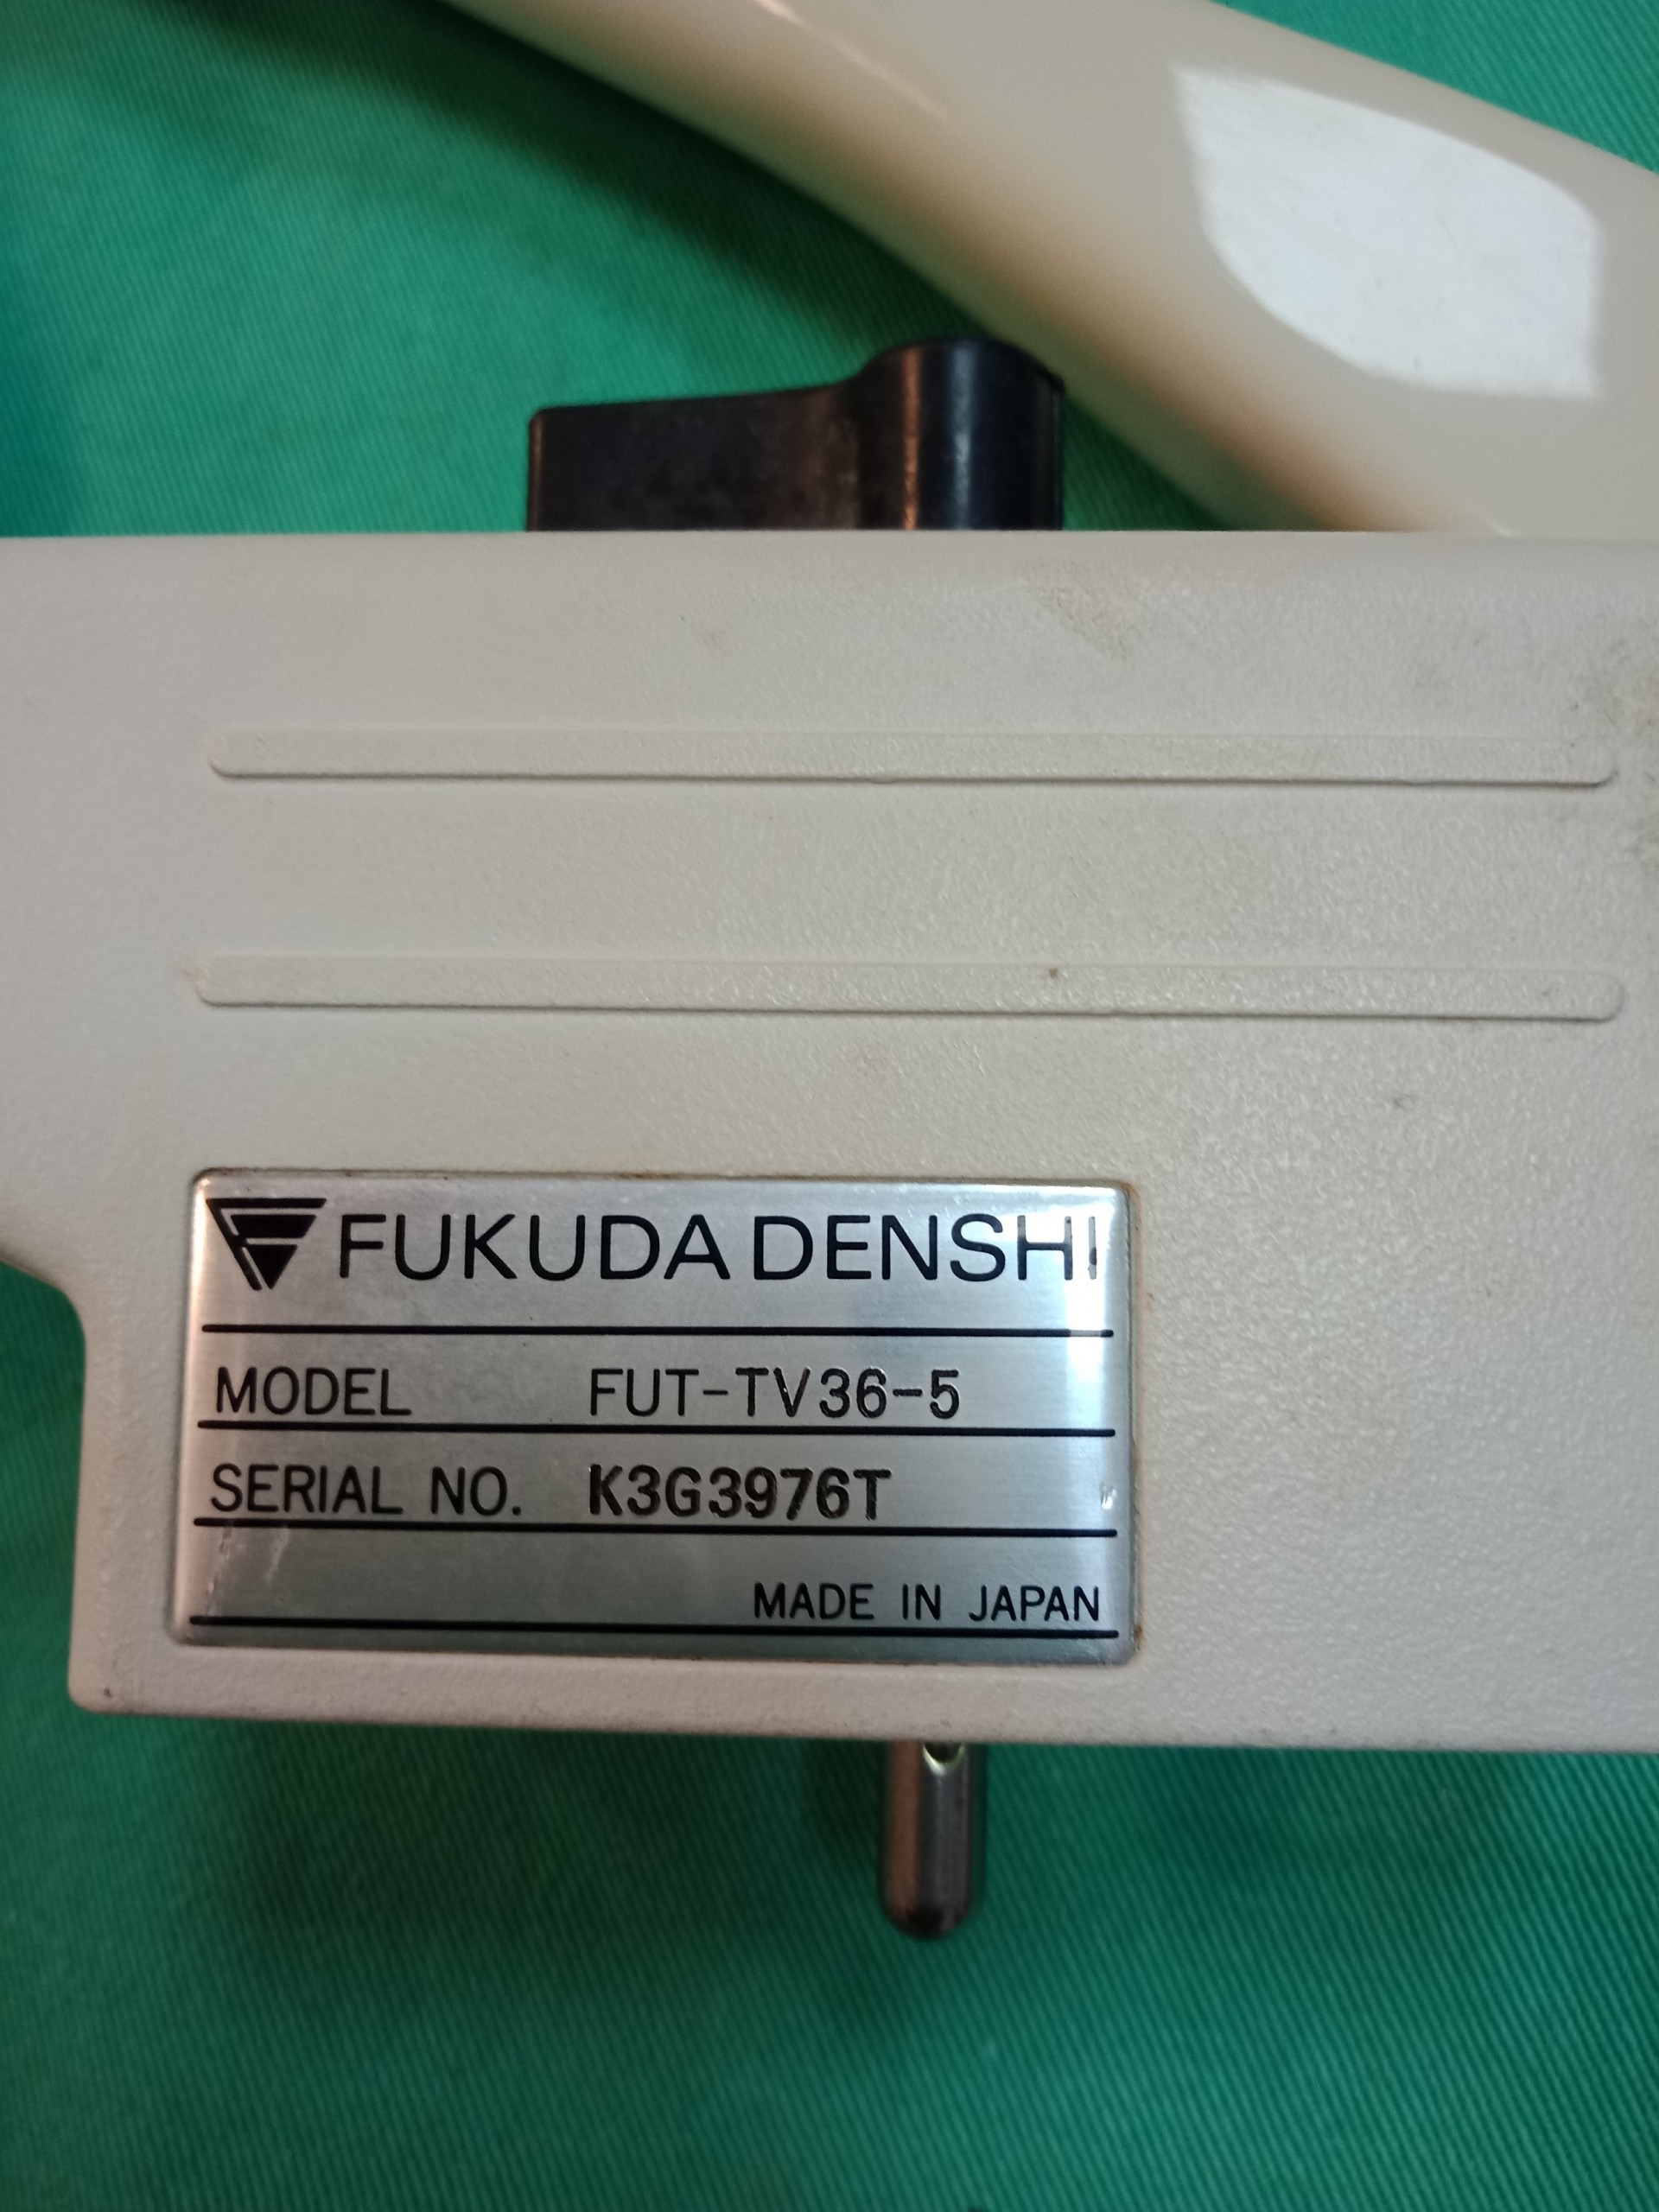 FUKUDA DENSHI
MODEL FUT-TV36-5
SERIAL NO. K3G3976T
MADE IN JAPAN